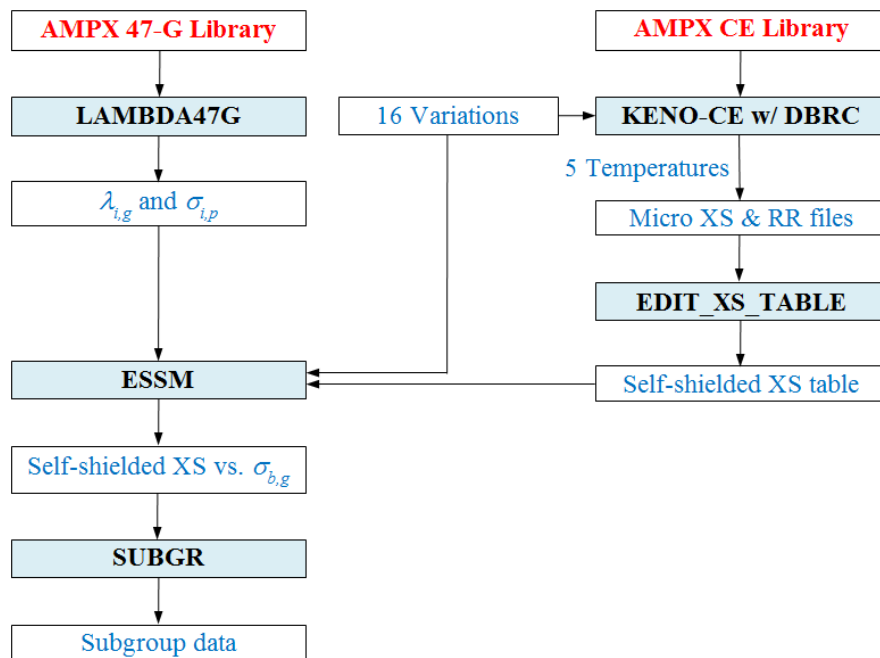 AMPX 47-G Library
AMPX CE Library
LAMBDA47G
16 Variations
KENO-CE w/ DBRC
5 Temperatures
λi,g and σi,p
Micro XS & RR files
EDIT_XS_TABLE
ESSM
Self-shielded XS table
Self-shielded XS vs. σb,g
SUBGR
Subgroup data